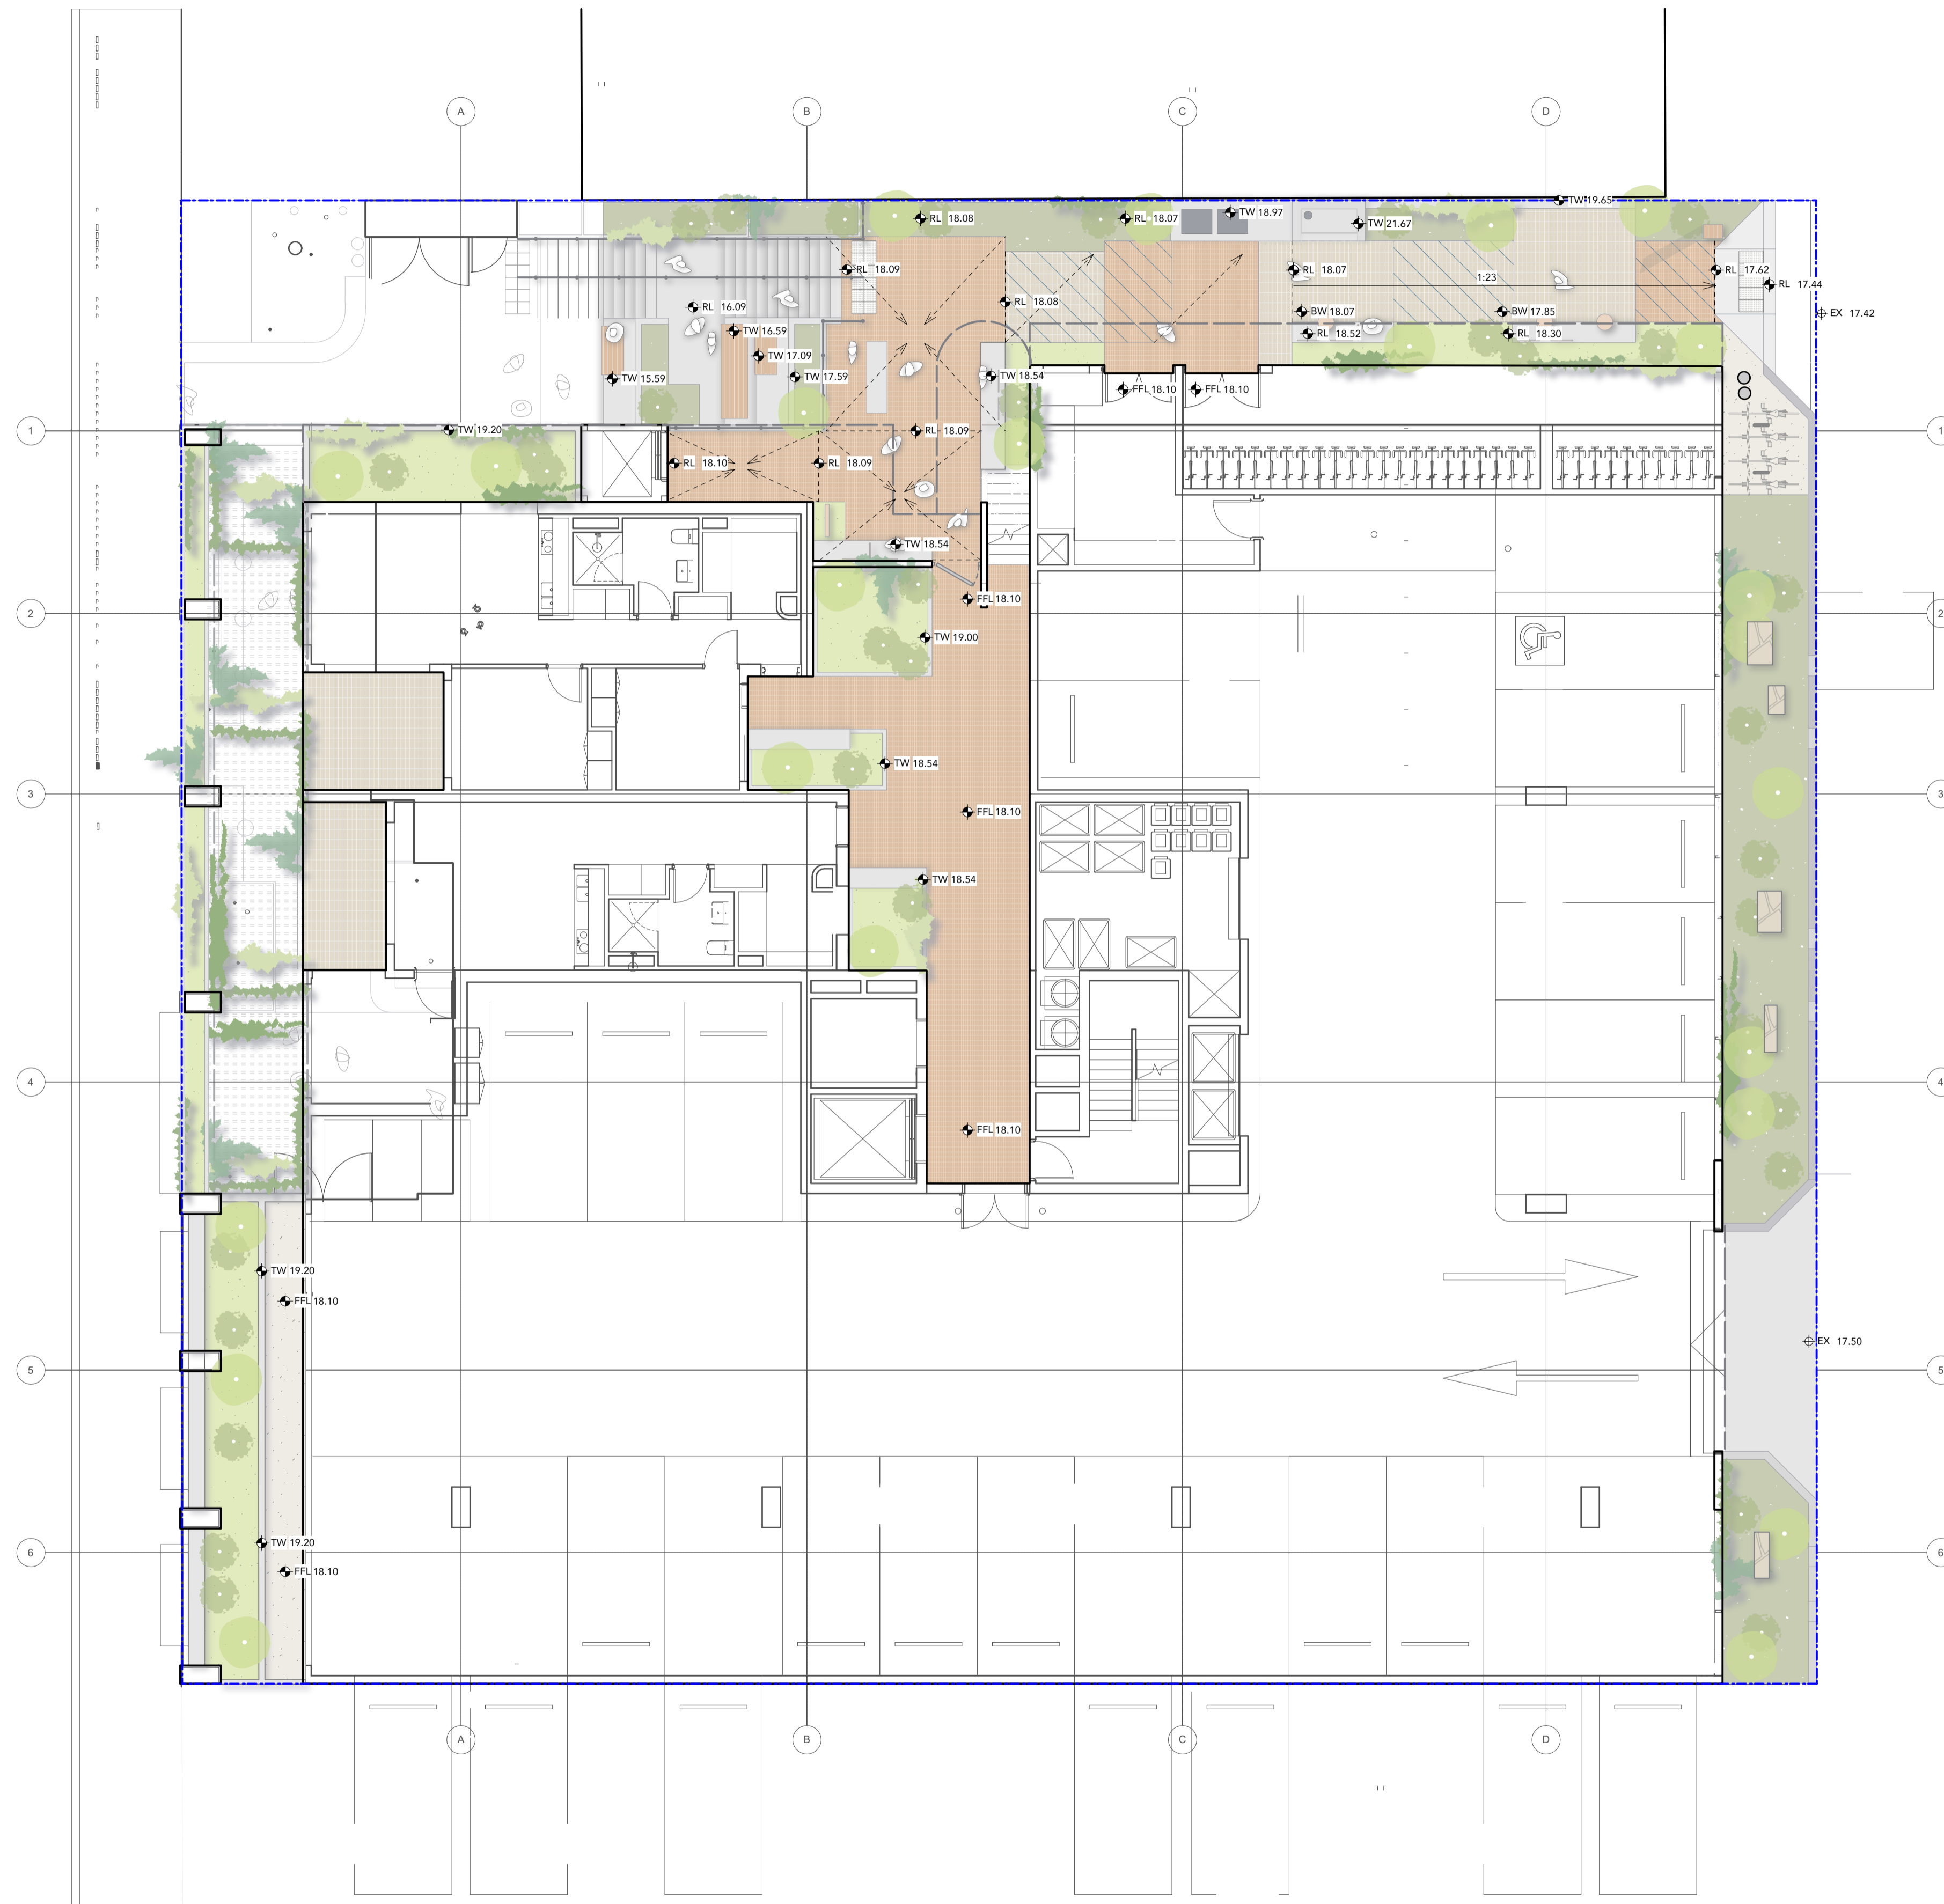 A
B
C
D
TW 19.65
RL 18.08
RL 18.07
TW 18.97
TW 21.67
RL 18.09
RL 18.07
RL 17.62
1:23
RL 17.44
RL 16.09
RL 18.08
BW 18.07
BW 17.85
EX 17.42
TW 16.59
RL 18.52
RL 18.30
TW 17.09
TW 15.59
TW 17.59
TW 18.54
FFL 18.10
FFL 18.10
1
TW 19.20
RL 18.09
1
RL 18.10
RL 18.09
TW 18.54
FFL 18.10
2
2
TW 19.00
TW 18.54
3
3
FFL 18.10
TW 18.54
4
4
FFL 18.10
TW 19.20
FFL 18.10
EX 17.50
5
5
TW 19.20
6
6
FFL 18.10
A
B
C
D